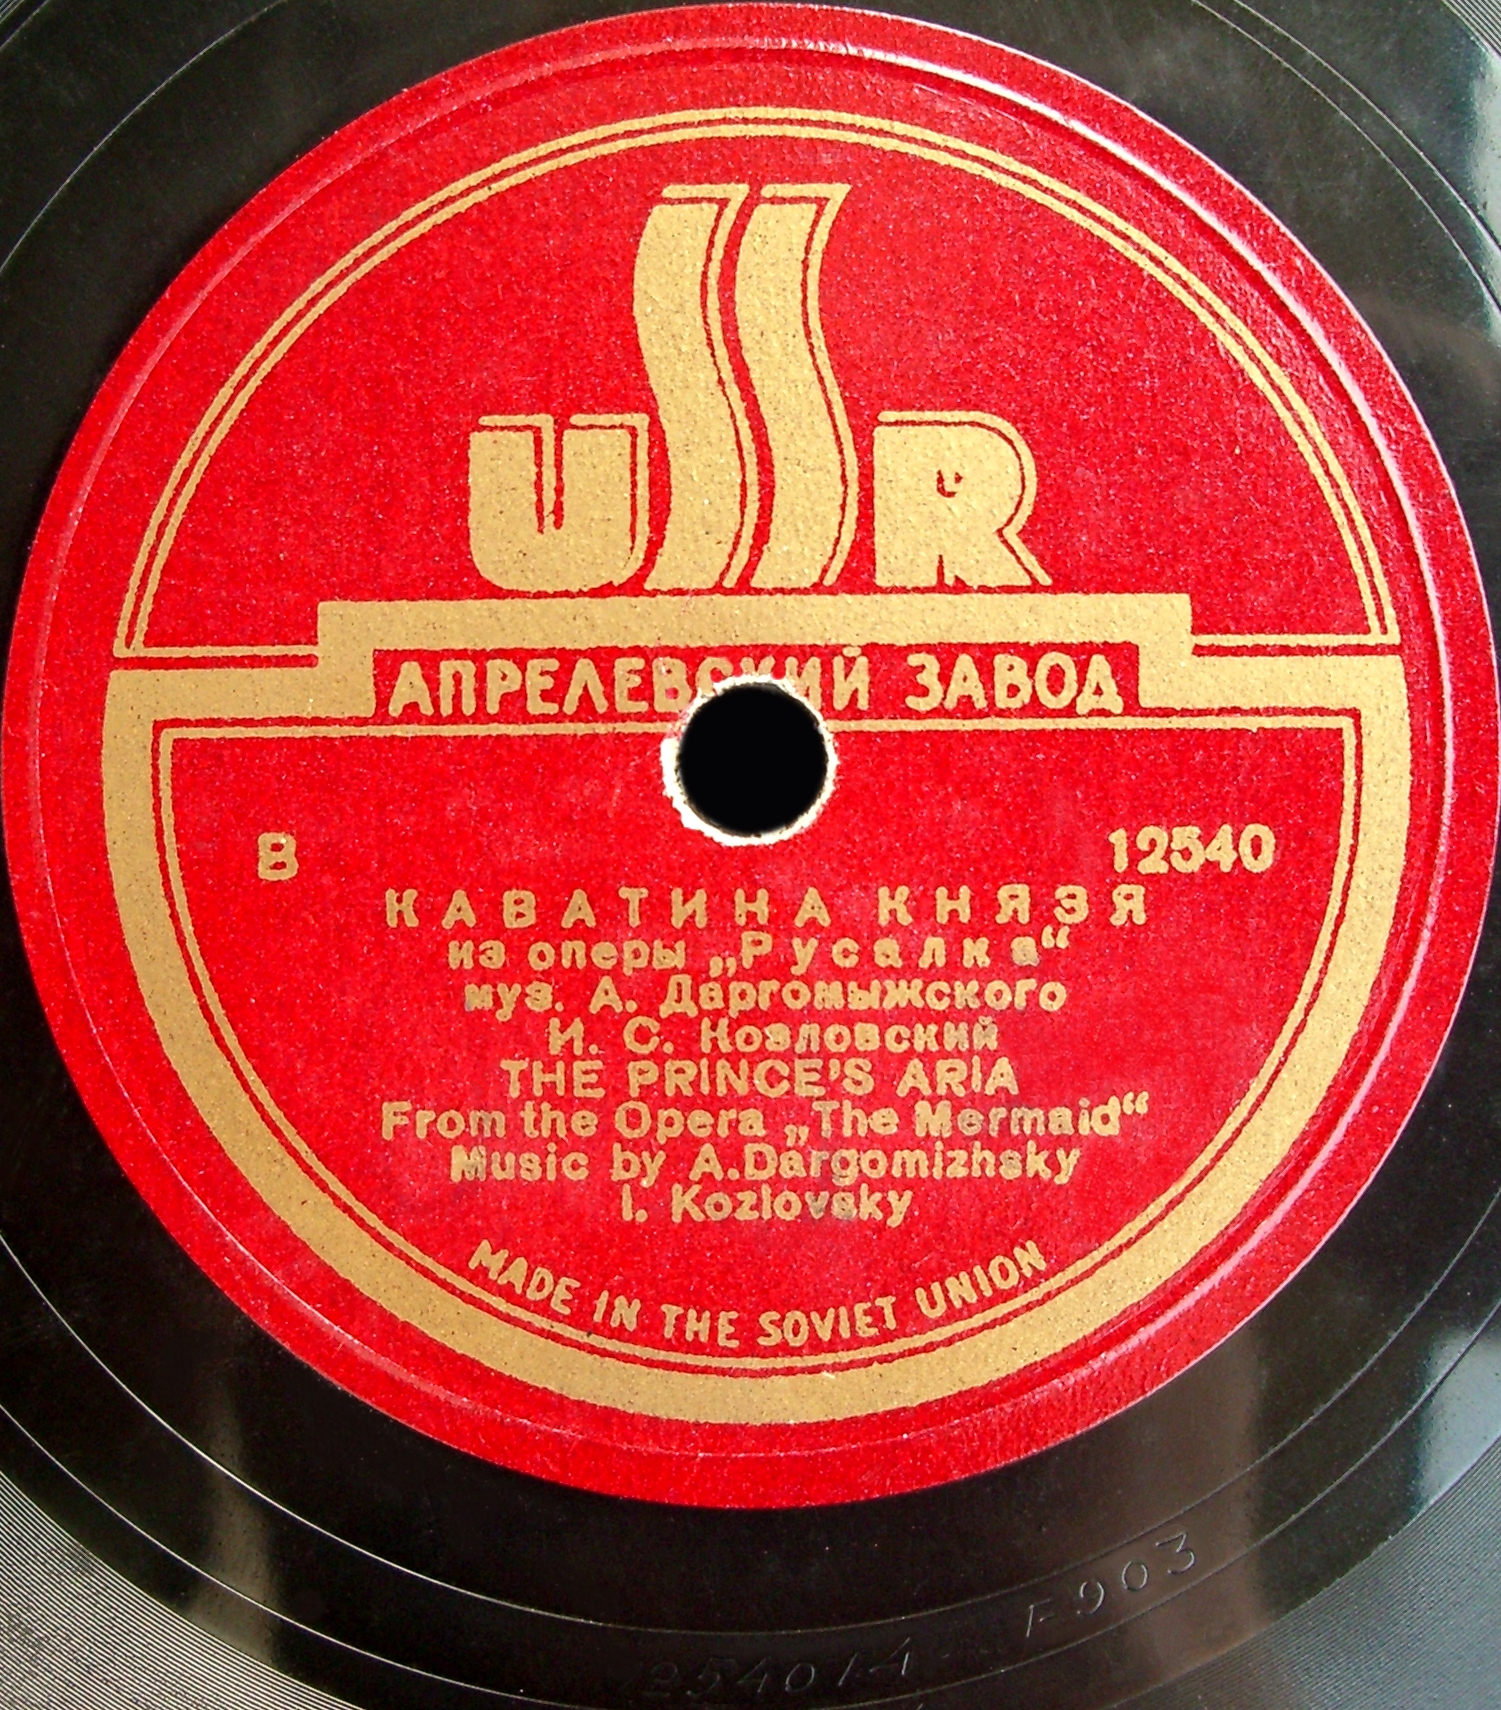 USSR
АПРЕЛЕВСКИЙ ЗАВОД
В 12540
КАВАТИНА КНЯЗЯ
из оперы „Русалка“
муз. А. Даргомыжского
И. С. Козловский
THE PRINCE'S ARIA
From the Opera „The Mermaid“
Music by A.Dargomizhsky
I. Kozlovsky
MADE IN THE SOVIET UNION
F903